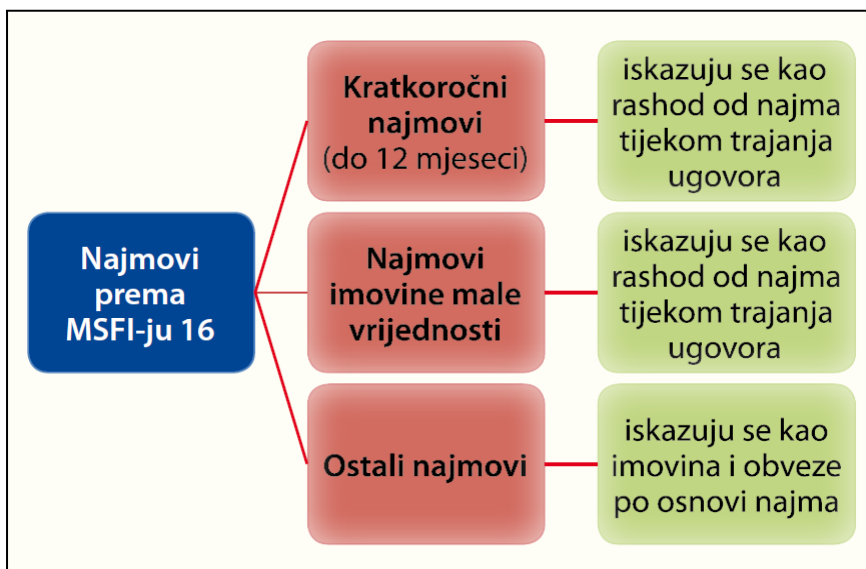 Najmovi
prema
MSFI-ju 16
Kratkoročni
najmovi
(do 12 mjeseci)
iskazuju se kao
rashod od najma
tijekom trajanja
ugovora
Najmovi
imovine male
vrijednosti
iskazuju se kao
rashod od najma
tijekom trajanja
ugovora
Ostali najmovi
iskazuju se kao
imovina i obveze
po osnovi najma